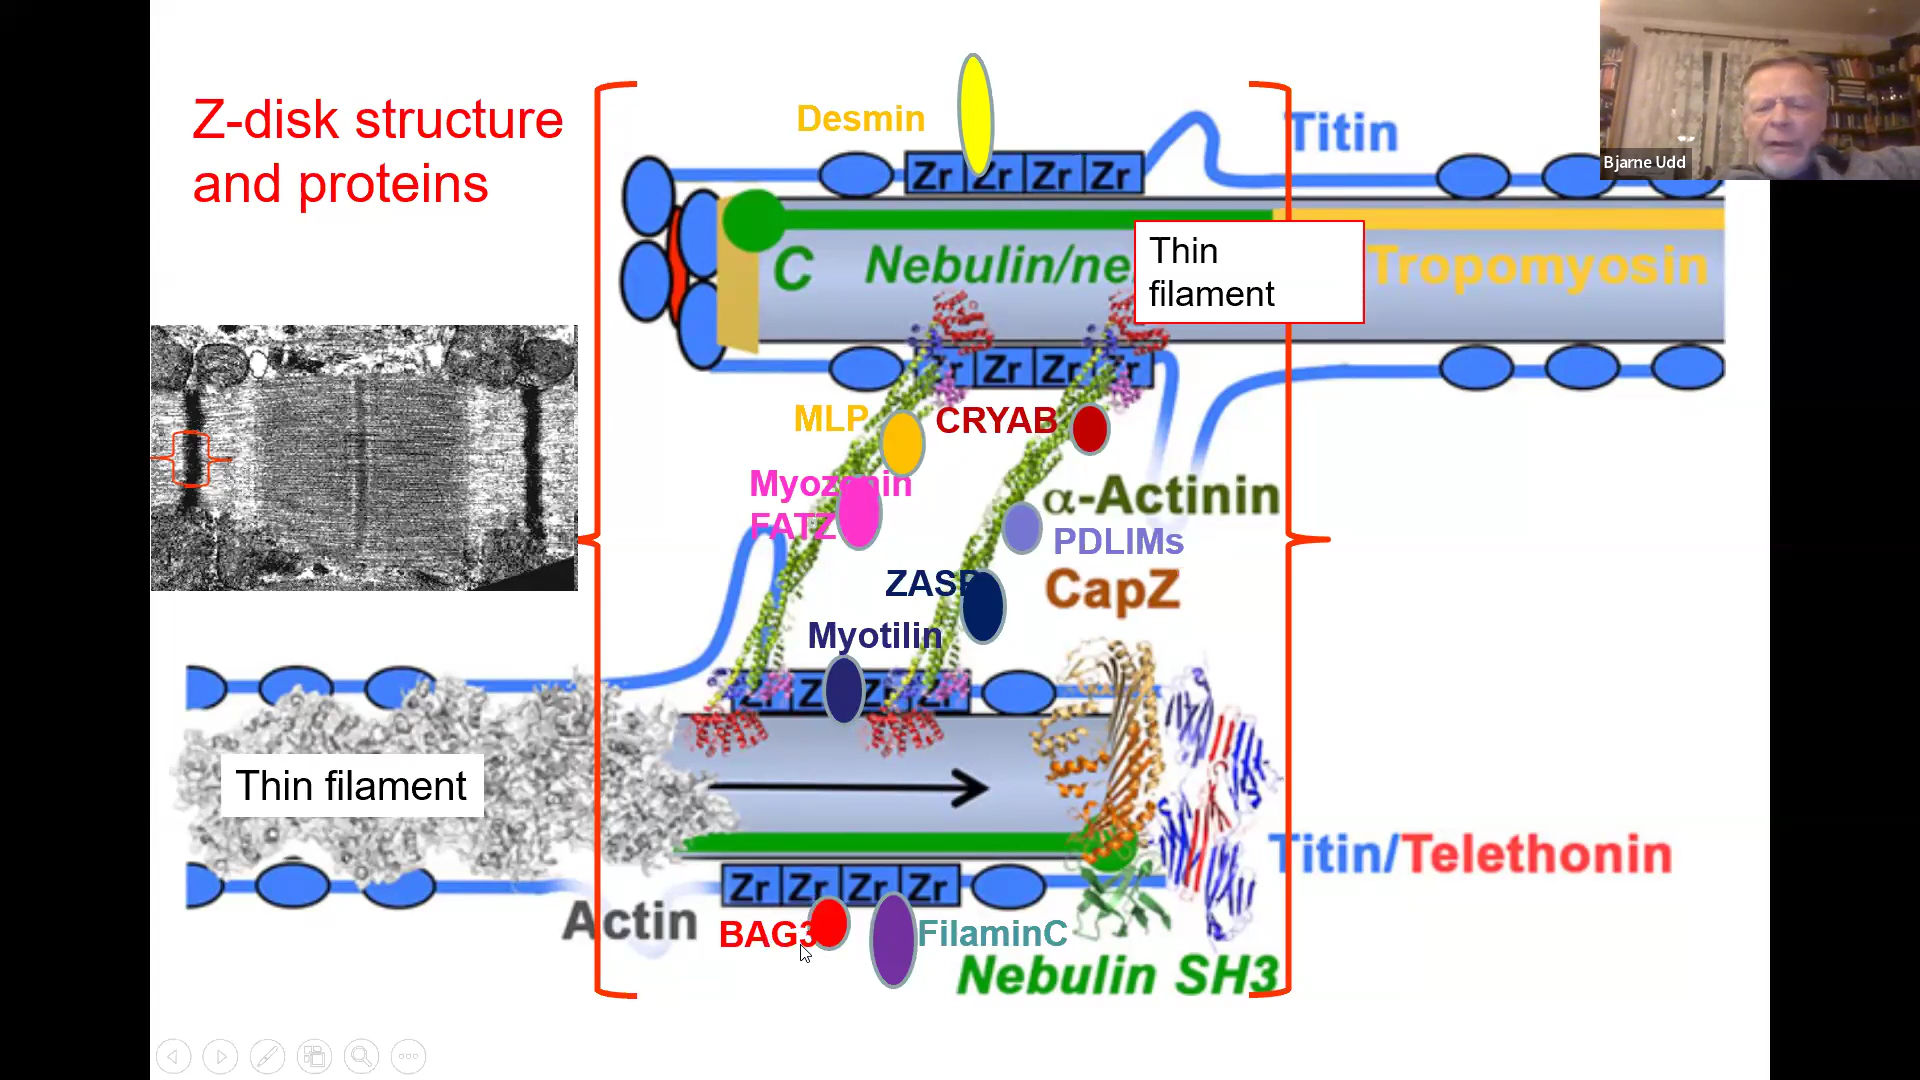 Z-disk structure
and proteins
Desmin
Titin
Bjarne Udd
Zr Zr Zr Zr
C Nebulin/ne
Thin
filament
Tropomyosin
Zr Zr Zr
MLP CRYAB
Myozenin
FATZ
α-Actinin
PDLIMs
ZASP
CapZ
Myotilin
Zr Zr Zr
Thin filament
Titin/Telethonin
Zr Zr Zr Zr
Actin
BAG3
FilaminC
Nebulin SH3